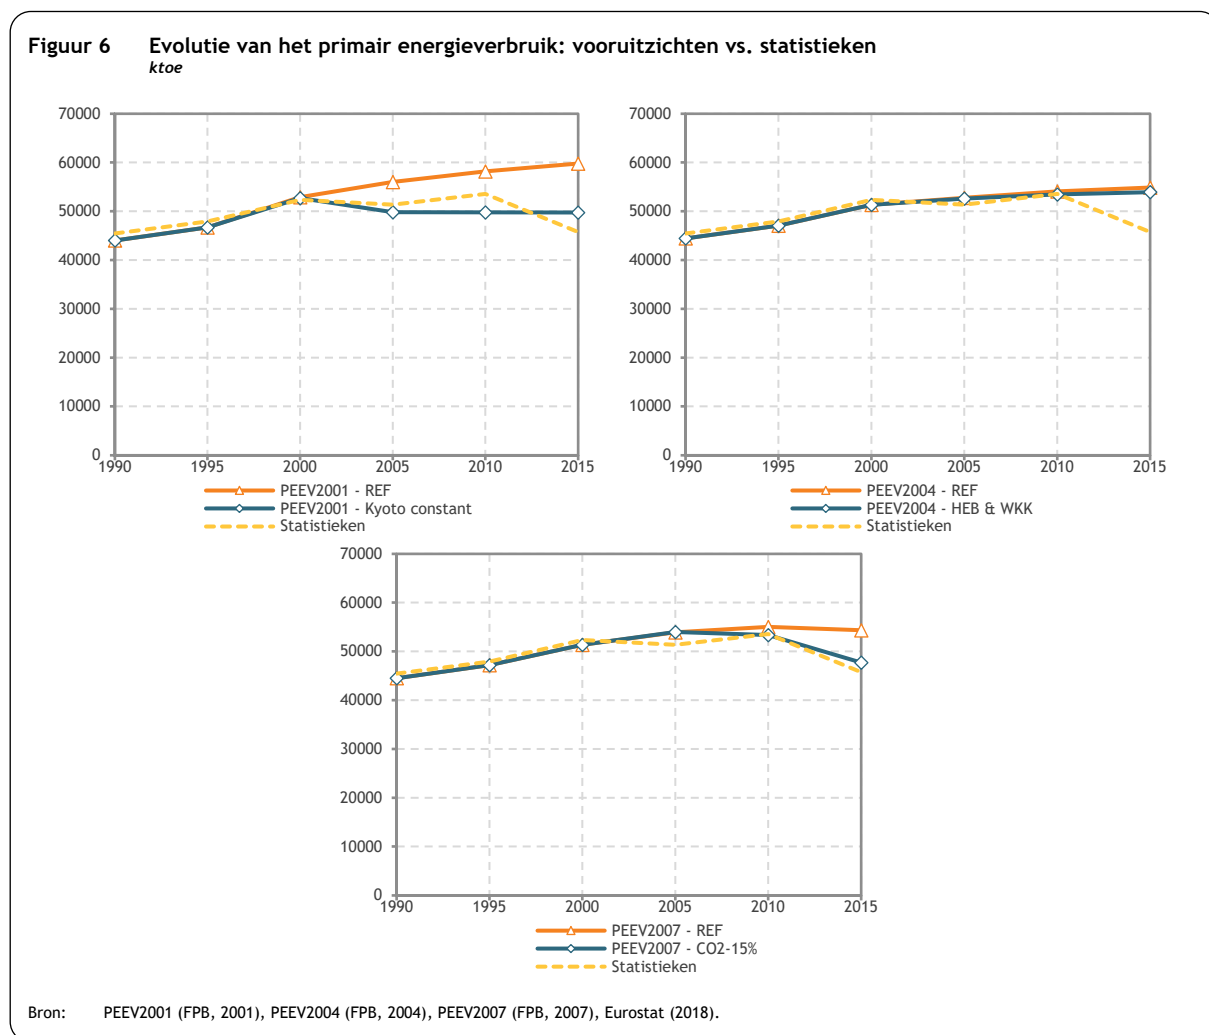 Figuur 6 Evolutie van het primair energieverbruik: vooruitzichten vs. statistieken
ktoe
70000
60000
50000
40000
30000
20000
10000
0
1990 1995 2000 2005 2010 2015
PEEV2001 - REF
PEEV2001 - Kyoto constant
Statistieken
70000
60000
50000
40000
30000
20000
10000
0
1990 1995 2000 2005 2010 2015
PEEV2004 - REF
PEEV2004 - HEB & WKK
Statistieken
70000
60000
50000
40000
30000
20000
10000
0
1990 1995 2000 2005 2010 2015
PEEV2007 - REF
PEEV2007 - CO2-15%
Statistieken
Bron: PEEV2001 (FPB, 2001), PEEV2004 (FPB, 2004), PEEV2007 (FPB, 2007), Eurostat (2018).